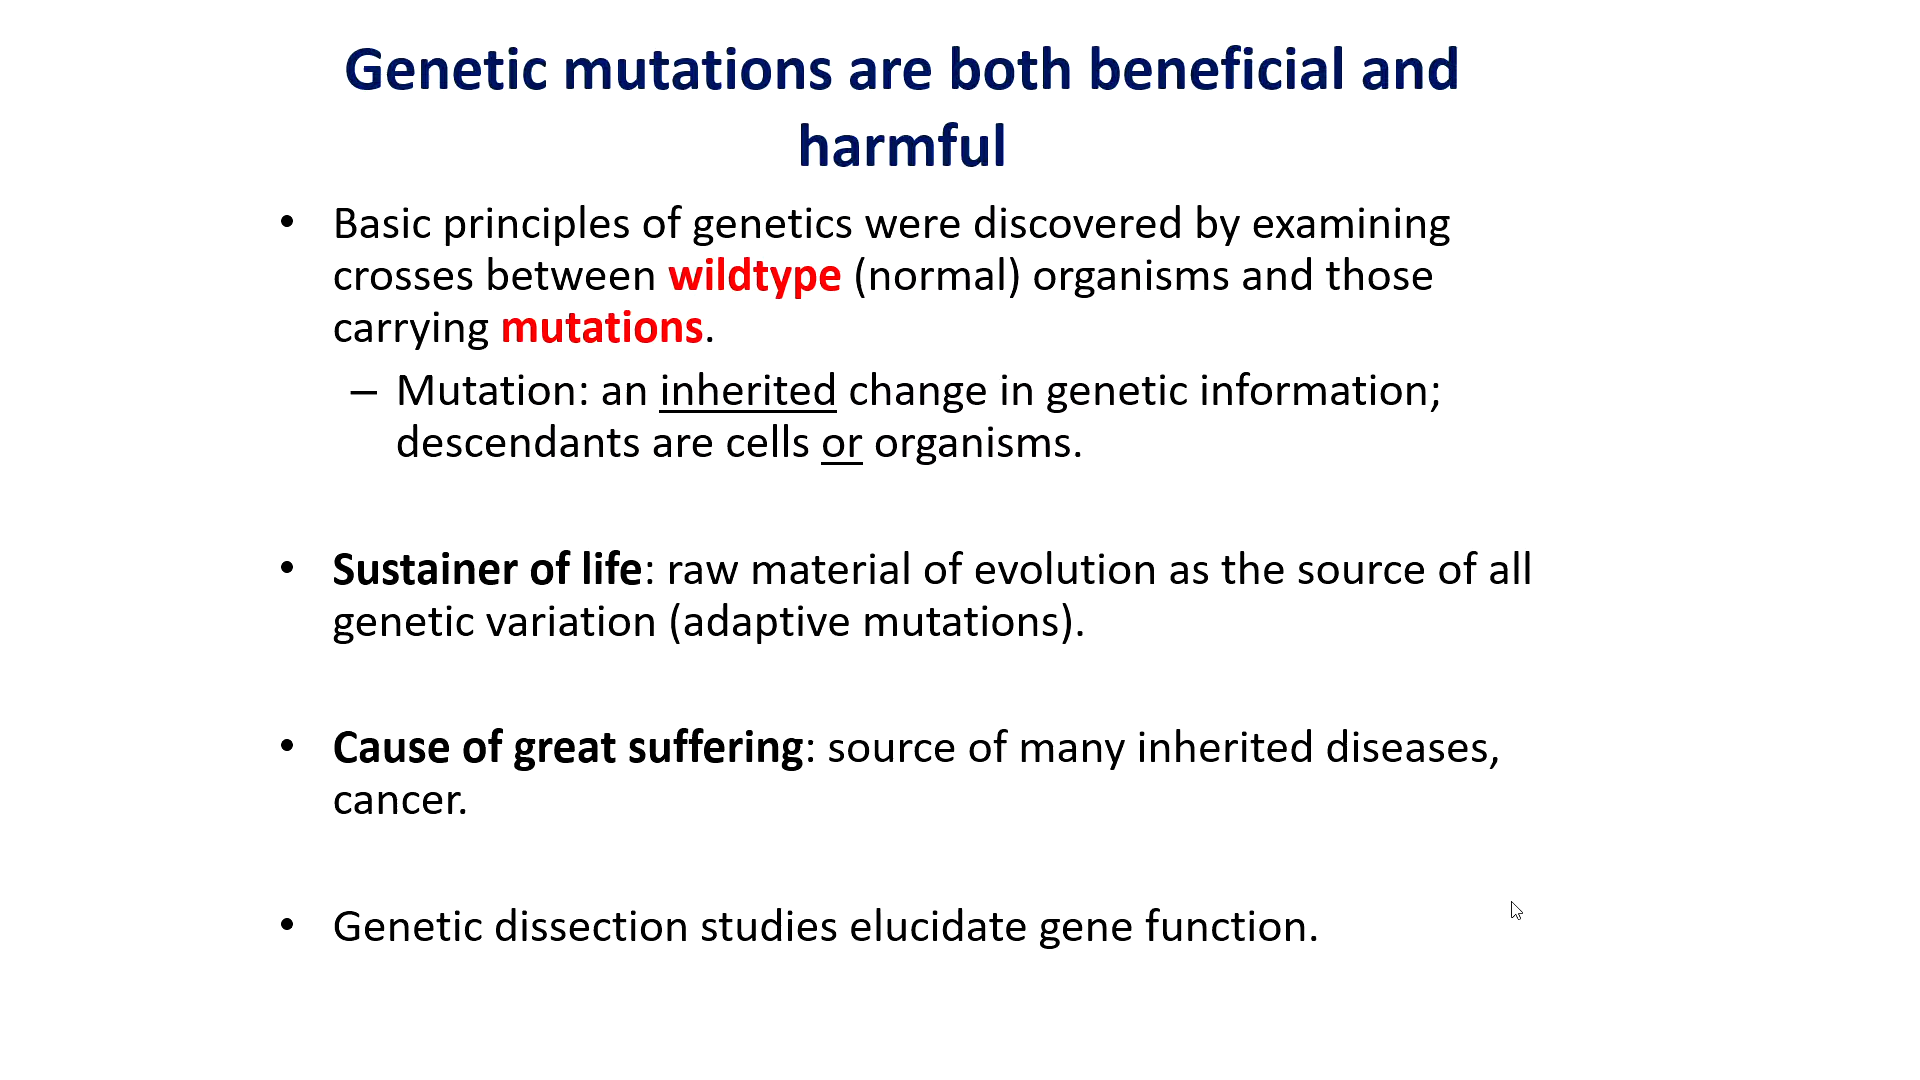 Genetic mutations are both beneficial and
harmful
• Basic principles of genetics were discovered by examining
crosses between wildtype (normal) organisms and those
carrying mutations.
– Mutation: an inherited change in genetic information;
descendants are cells or organisms.
• Sustainer of life: raw material of evolution as the source of all
genetic variation (adaptive mutations).
• Cause of great suffering: source of many inherited diseases,
cancer.
• Genetic dissection studies elucidate gene function.